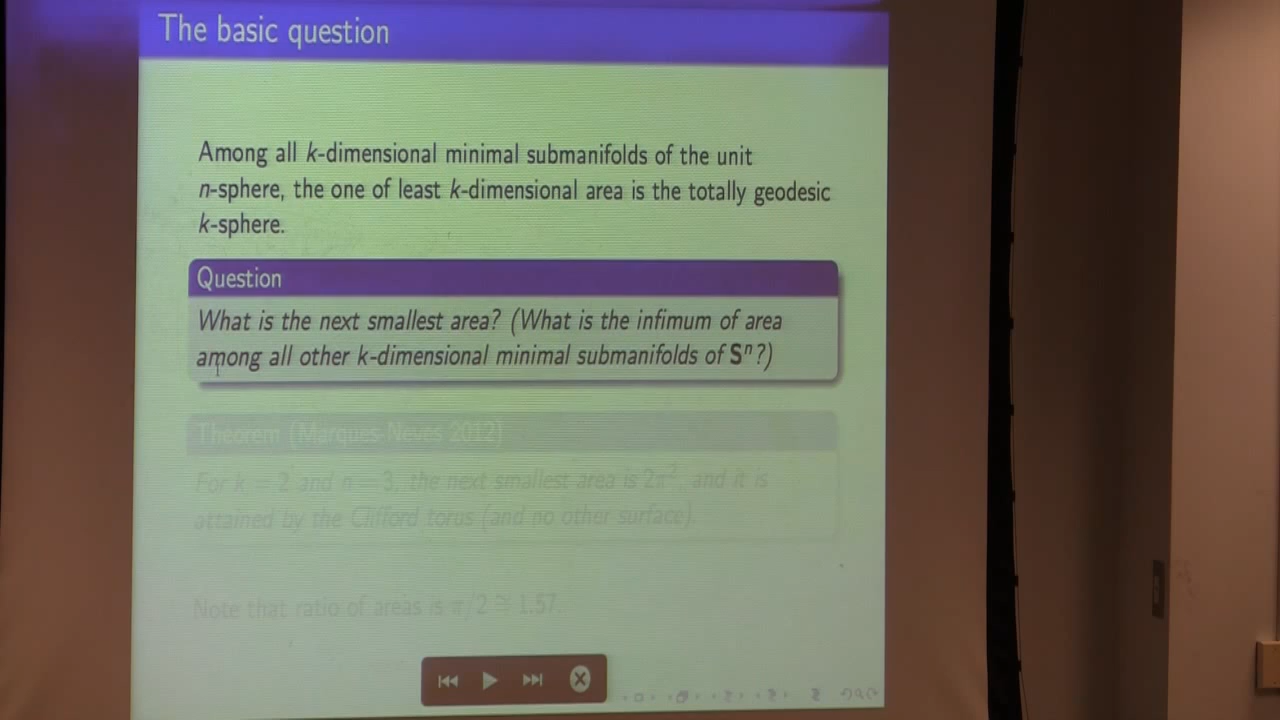 The basic question
Among all k-dimensional minimal submanifolds of the unit
n-sphere, the one of least k-dimensional area is the totally geodesic
k-sphere.
Question
What is the next smallest area? (What is the infimum of area
among all other k-dimensional minimal submanifolds of Sⁿ?)
Theorem (Marques-Neves 2012)
For k = 2 and n = 3, the next smallest area is 2π², and it is
attained by the Clifford torus (and no other surface).
Note that ratio of areas is π/2 ≅ 1.57.